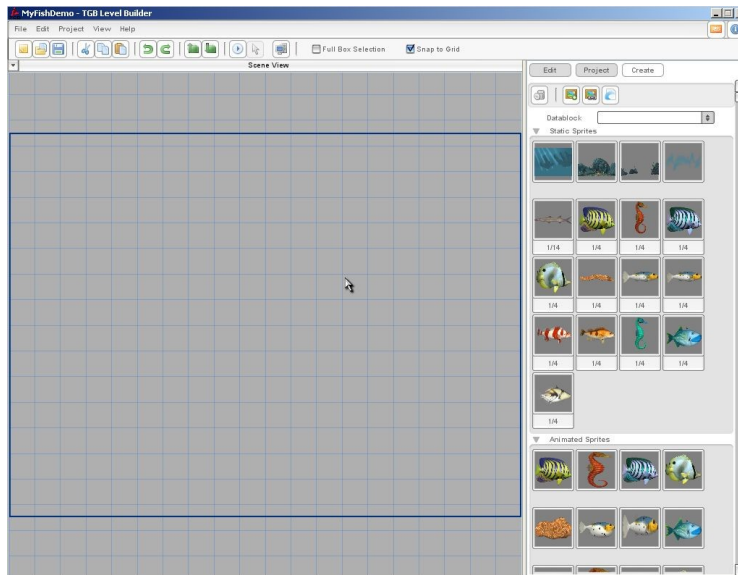 MyFishDemo - TGB Level Builder
File Edit Project View Help
Full Box Selection Snap to Grid
Scene View
Edit Project Create
Datablock:
Static Sprites
1/14 1/4 1/4 1/4
1/4 1/4 1/4 1/4
1/4 1/4 1/4 1/4
1/4
Animated Sprites